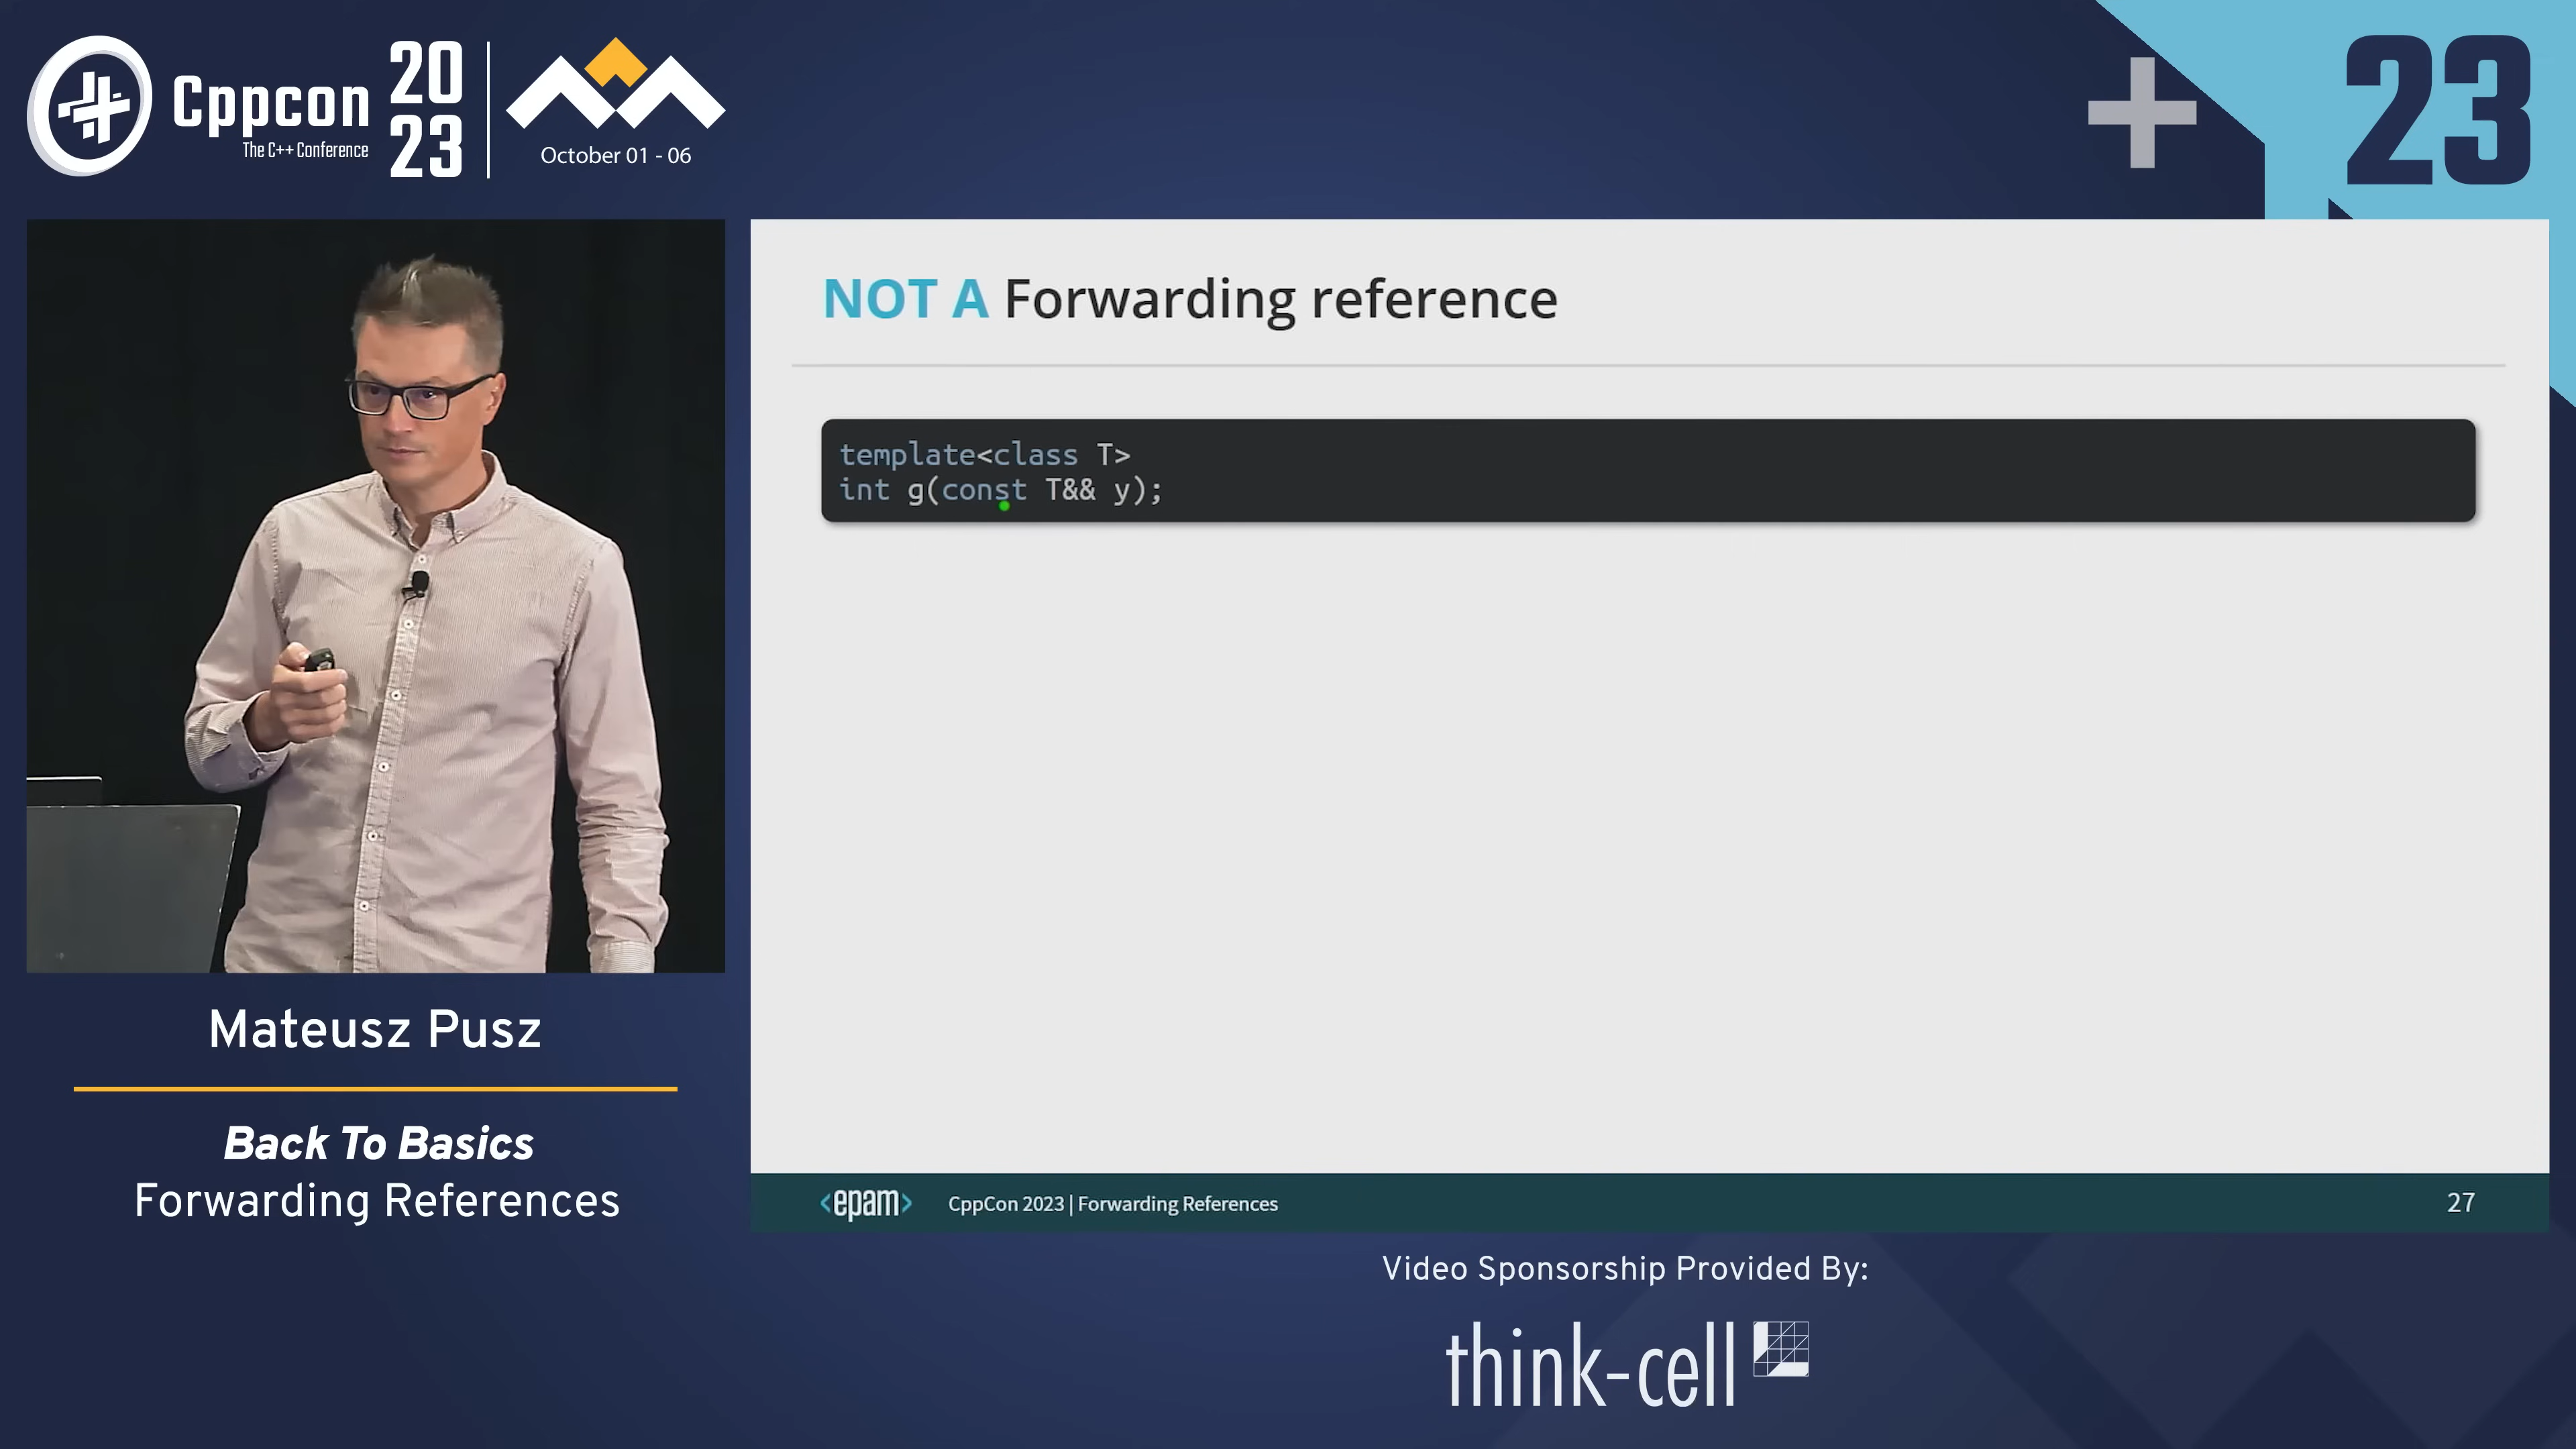 Cppcon
The C++ Conference
20
23
October 01 - 06
23
NOT A Forwarding reference
template<class T>
int g(const T&& y);
Mateusz Pusz
Back To Basics
Forwarding References
<epam>
CppCon 2023 | Forwarding References
27
Video Sponsorship Provided By:
think-cell